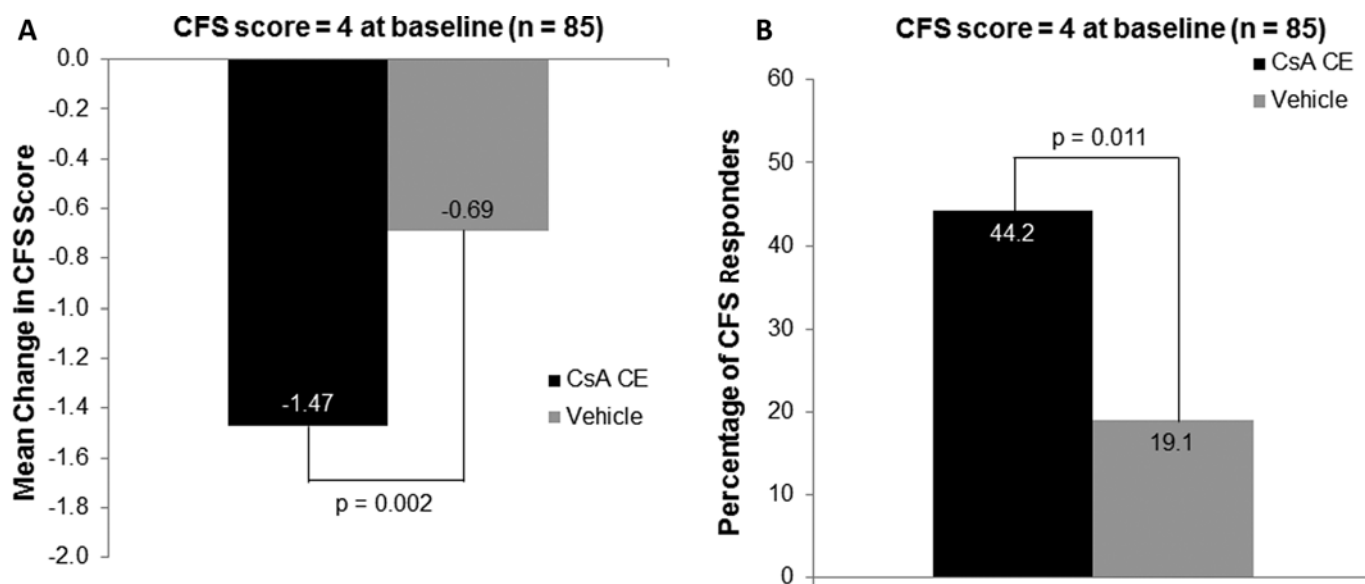 A
CFS score = 4 at baseline (n = 85)
Mean Change in CFS Score
0.0
-0.2
-0.4
-0.6
-0.8
-1.0
-1.2
-1.4
-1.6
-1.8
-2.0
-0.69
-1.47
p = 0.002
CsA CE
Vehicle
B
CFS score = 4 at baseline (n = 85)
CsA CE
Vehicle
Percentage of CFS Responders
60
50
40
30
20
10
0
p = 0.011
44.2
19.1